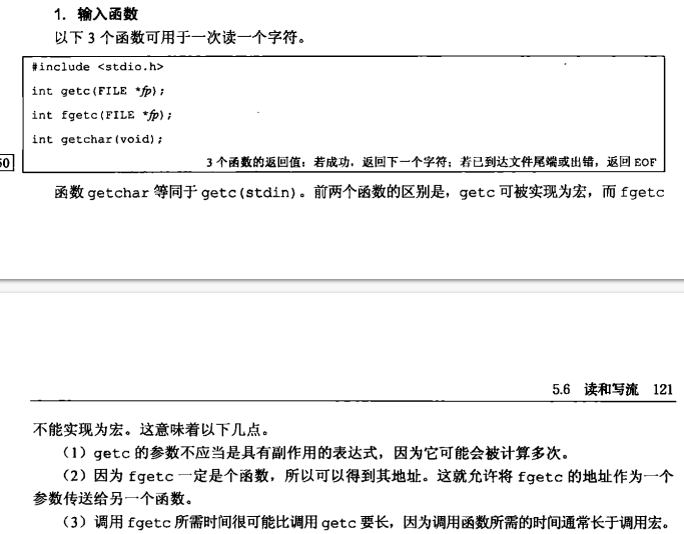 1. 输入函数
以下 3 个函数可用于一次读一个字符。
#include <stdio.h>
int getc(FILE *fp);
int fgetc(FILE *fp);
int getchar(void);
3 个函数的返回值：若成功，返回下一个字符；若已到达文件尾端或出错，返回 EOF
函数 getchar 等同于 getc(stdin)。前两个函数的区别是，getc 可被实现为宏，而 fgetc
5.6 读和写流 121
不能实现为宏。这意味着以下几点。
（1）getc 的参数不应当是具有副作用的表达式，因为它可能会被计算多次。
（2）因为 fgetc 一定是个函数，所以可以得到其地址。这就允许将 fgetc 的地址作为一个
参数传送给另一个函数。
（3）调用 fgetc 所需时间很可能比调用 getc 要长，因为调用函数所需的时间通常长于调用宏。